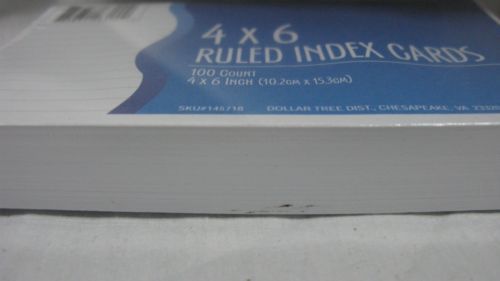 4 X 6
RULED INDEX CARDS
100 COUNT
4 X 6 INCH (10.2CM X 15.3CM)
SKU#145718 DOLLAR TREE DIST., CHESAPEAKE, VA